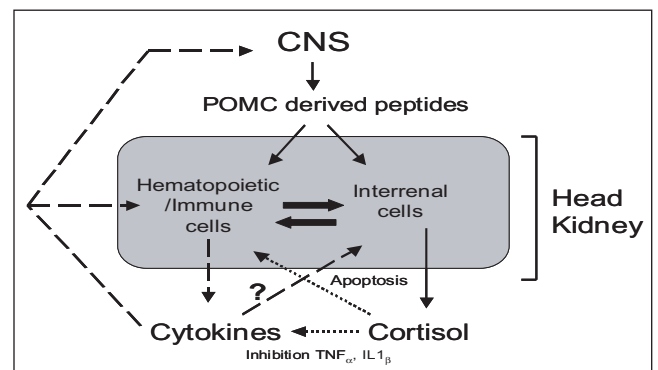 CNS
POMC derived peptides
Hematopoietic
/Immune
cells
Interrenal
cells
Head
Kidney
Apoptosis
?
Cytokines
Cortisol
Inhibition TNFα, IL1β